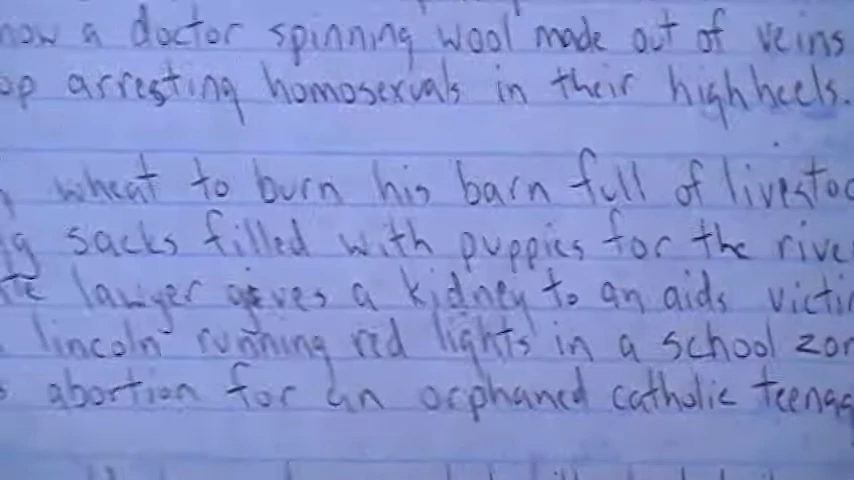 now a doctor spinning wool made out of veins
op arresting homosexuals in their highheels.
wheat to burn his barn full of livestoc
g sacks filled with puppies for the rive
te lawyer gives a kidney to an aids victi
lincoln running red lights in a school zon
s abortion for an orphaned catholic teenag